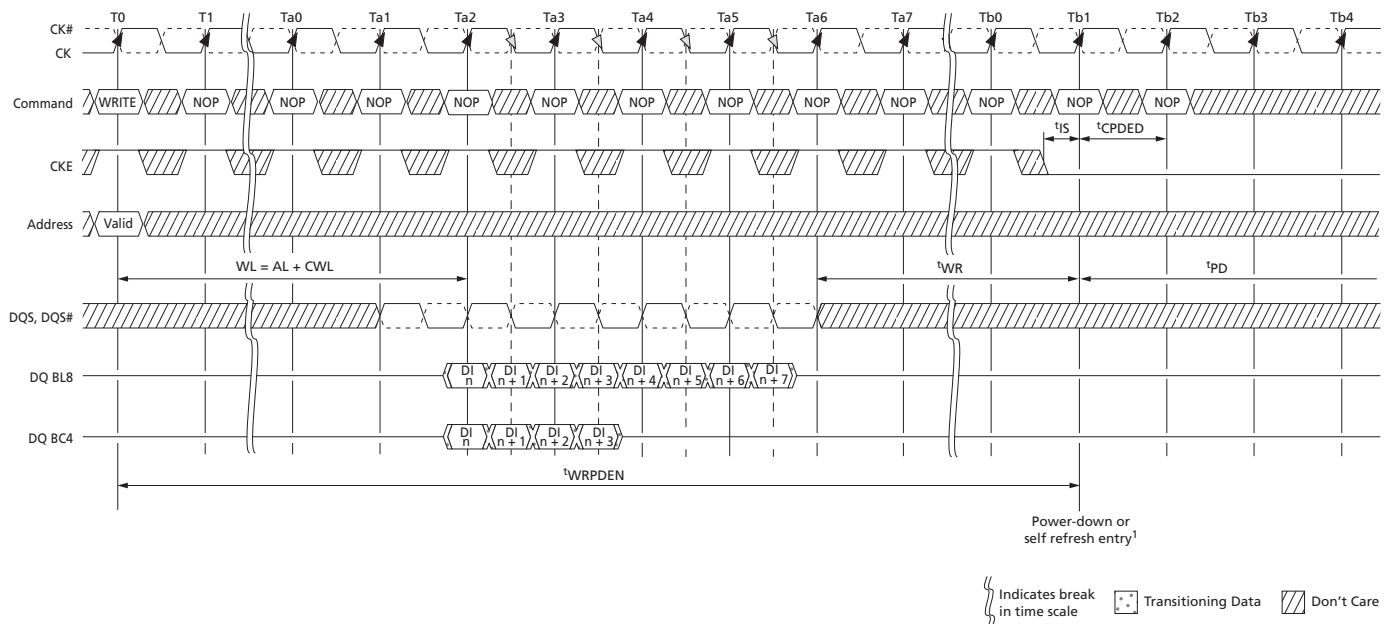 T0 T1 Ta0 Ta1 Ta2 Ta3 Ta4 Ta5 Ta6 Ta7 Tb0 Tb1 Tb2 Tb3 Tb4
CK#
CK
Command WRITE NOP NOP NOP NOP NOP NOP NOP NOP NOP NOP NOP NOP
tIS tCPDED
CKE
Address Valid
WL = AL + CWL tWR tPD
DQS, DQS#
DQ BL8 DI n DI n + 1 DI n + 2 DI n + 3 DI n + 4 DI n + 5 DI n + 6 DI n + 7
DQ BC4 DI n DI n + 1 DI n + 2 DI n + 3
tWRPDEN
Power-down or
self refresh entry1
Indicates break
in time scale
Transitioning Data
Don't Care